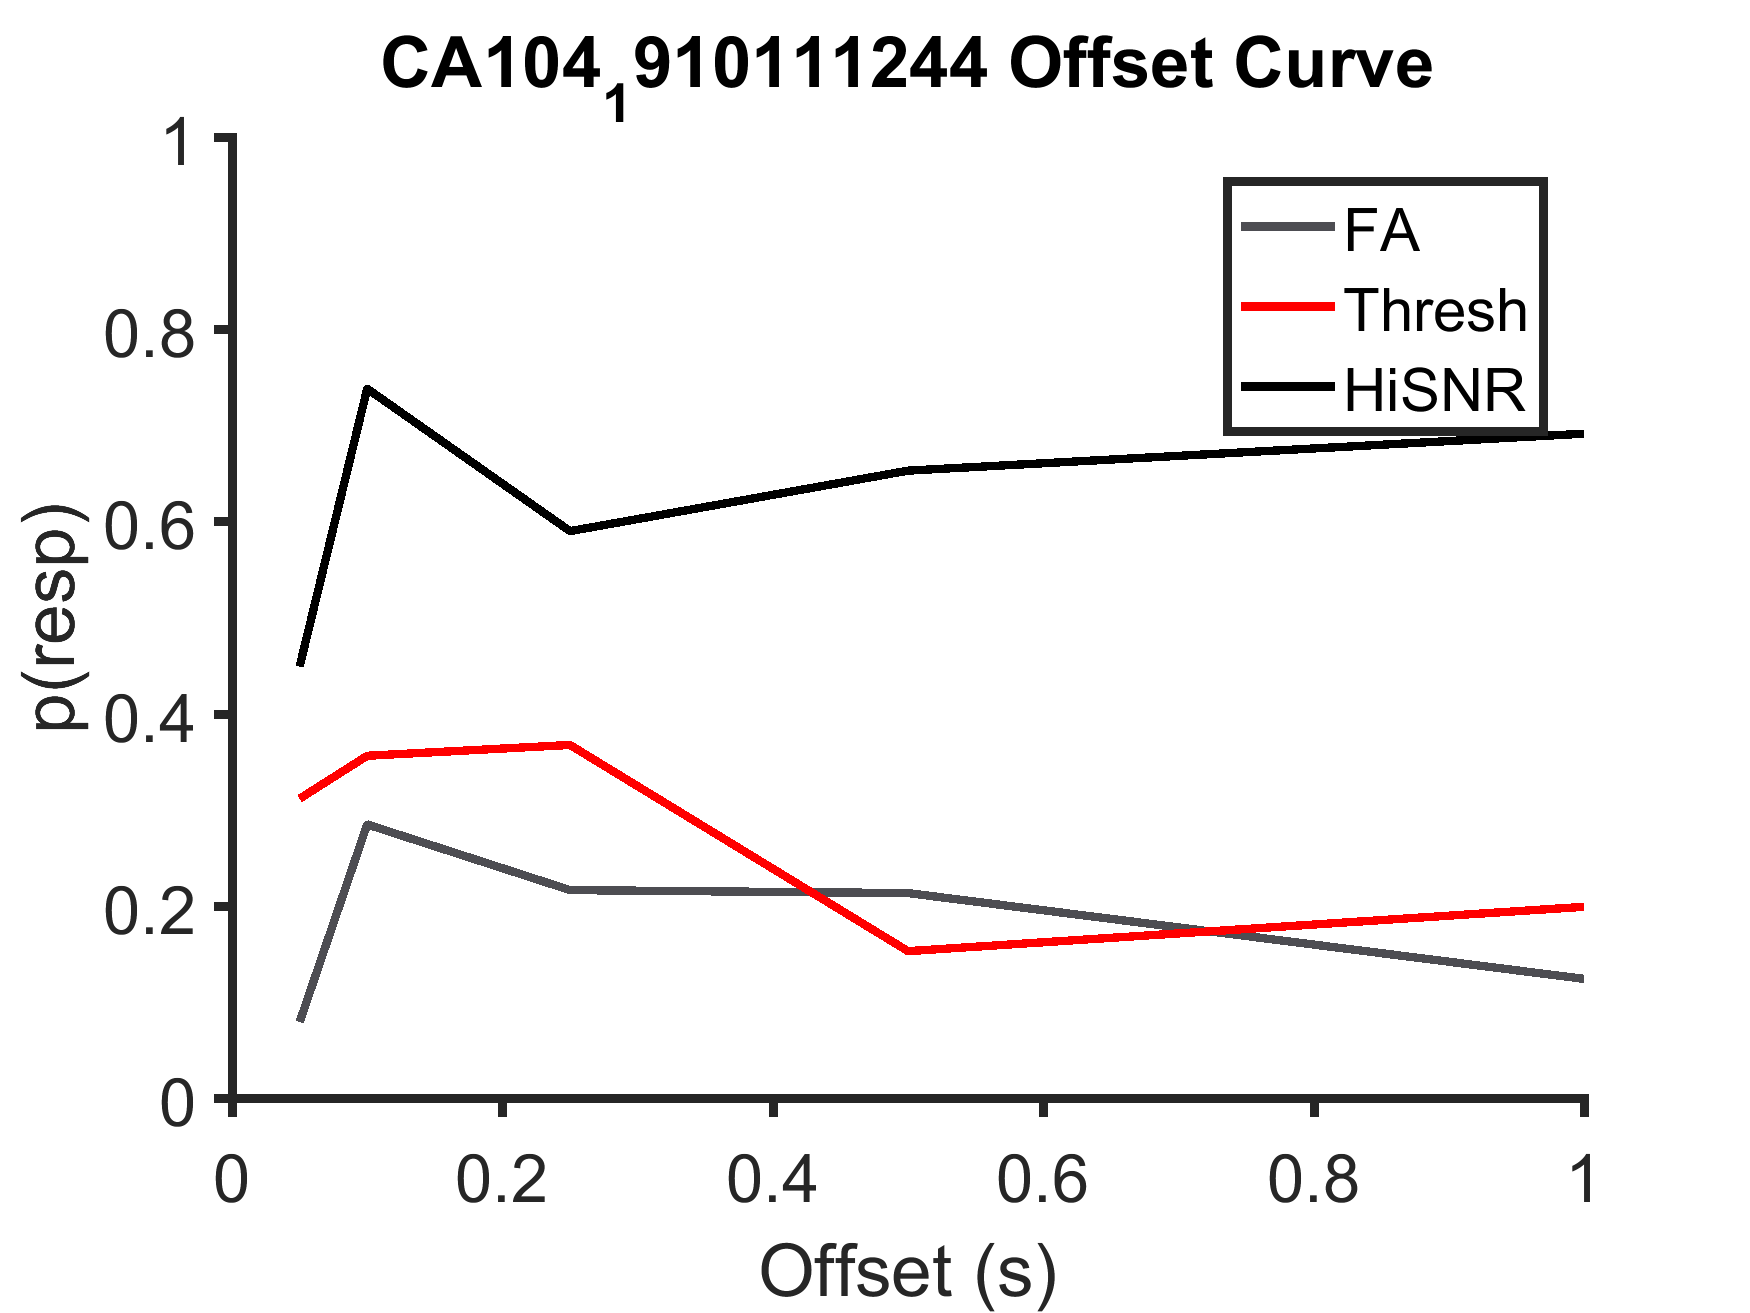 CA104₁910111244 Offset Curve
1
0.8
0.6
0.4
0.2
0
p(resp)
FA
Thresh
HiSNR
0 0.2 0.4 0.6 0.8 1
Offset (s)